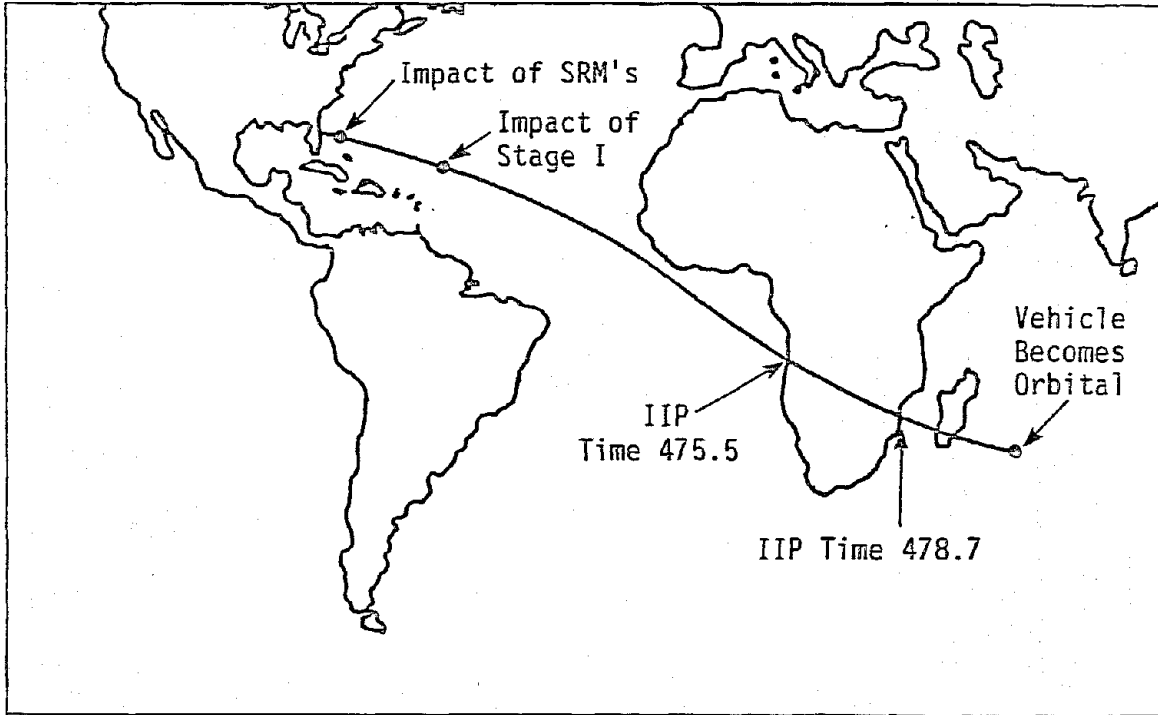 Impact of SRM's
Impact of
Stage I
Vehicle
Becomes
Orbital
IIP
Time 475.5
IIP Time 478.7